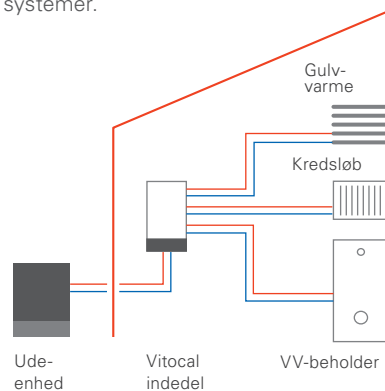 systemer.
Gulv-
varme
Kredsløb
Ude-
enhed
Vitocal
indedel
VV-beholder